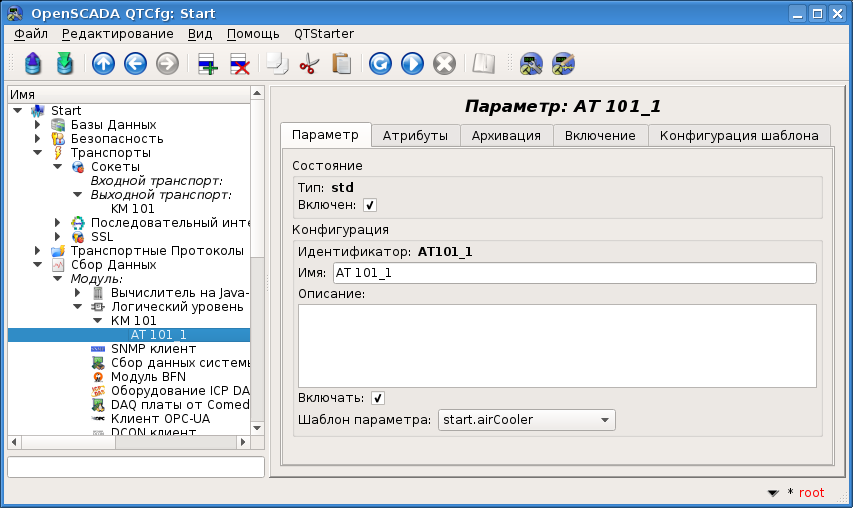 OpenSCADA QTCfg: Start
Файл Редактирование Вид Помощь QTStarter
Имя
Start
Базы Данных
Безопасность
Транспорты
Сокеты
Входной транспорт:
Выходной транспорт:
КМ 101
Последовательный инте
SSL
Транспортные Протоколы
Сбор Данных
Модуль:
Вычислитель на Java-
Логический уровень
КМ 101
AT 101_1
SNMP клиент
Сбор данных системы
Модуль BFN
Оборудование ICP DA
DAQ платы от Comed
Клиент OPC-UA
DCON клиент
Параметр: AT 101_1
Параметр Атрибуты Архивация Включение Конфигурация шаблона
Состояние
Тип: std
Включен:
Конфигурация
Идентификатор: AT101_1
Имя: AT 101_1
Описание:
Включать:
Шаблон параметра: start.airCooler
* root